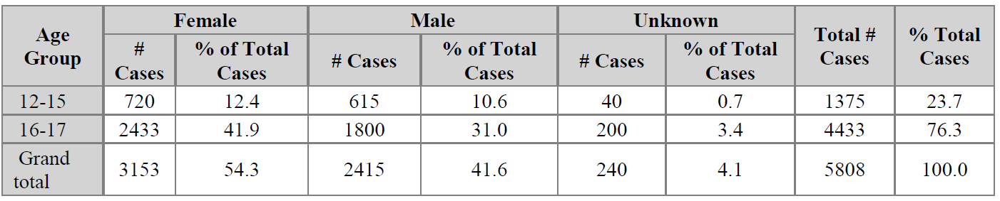 Age Group | Female | Male | Unknown | Total # Cases | % Total Cases
# Cases | % of Total Cases | # Cases | % of Total Cases | # Cases | % of Total Cases
12-15 | 720 | 12.4 | 615 | 10.6 | 40 | 0.7 | 1375 | 23.7
16-17 | 2433 | 41.9 | 1800 | 31.0 | 200 | 3.4 | 4433 | 76.3
Grand total | 3153 | 54.3 | 2415 | 41.6 | 240 | 4.1 | 5808 | 100.0